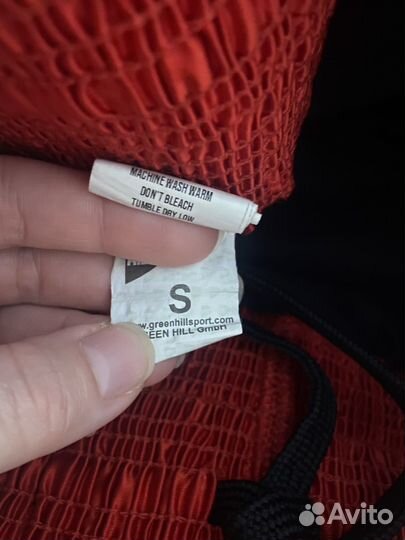 MACHINE WASH WARM
DON'T BLEACH
TUMBLE DRY LOW
S
www.greenhillsport.com
GREEN HILL GmbH
Avito